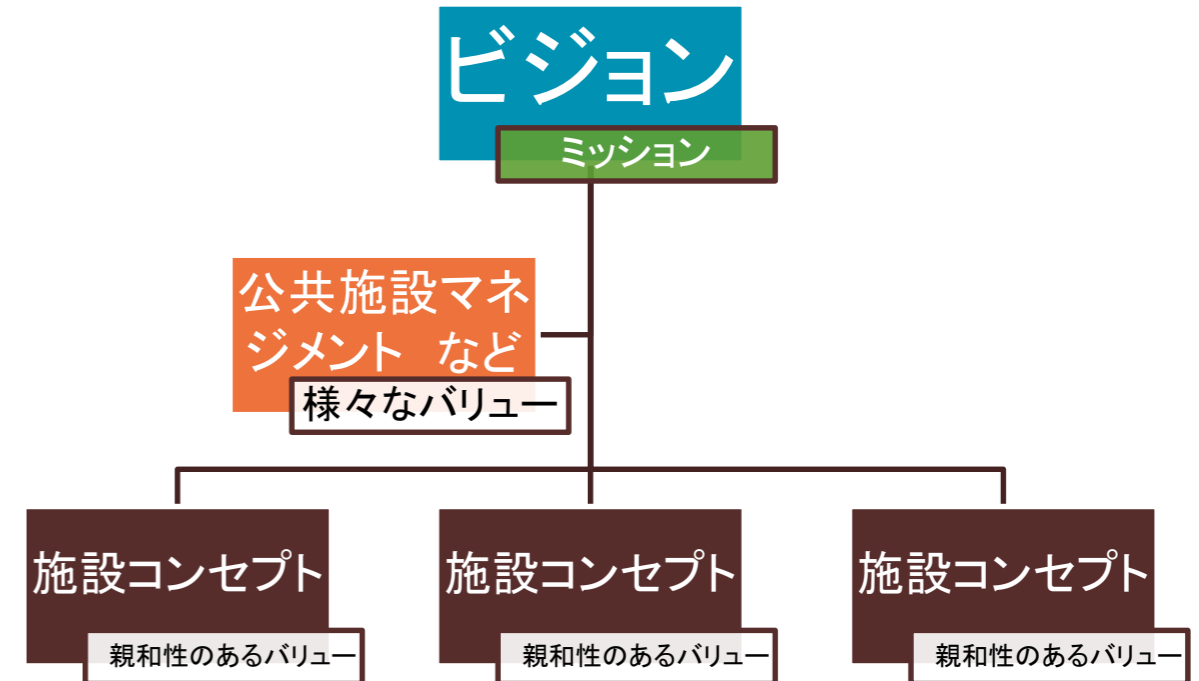 ビジョン
ミッション
公共施設マネ
ジメント　など
様々なバリュー
施設コンセプト
親和性のあるバリュー
施設コンセプト
親和性のあるバリュー
施設コンセプト
親和性のあるバリュー